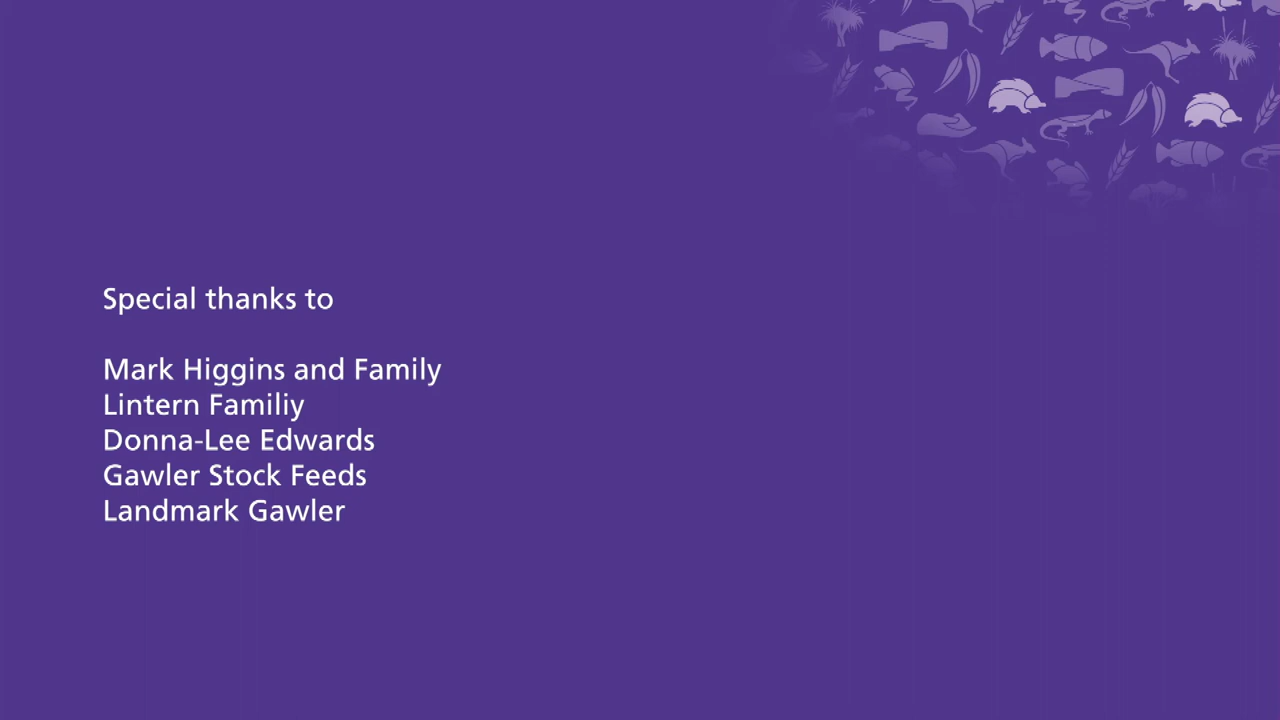 Special thanks to
Mark Higgins and Family
Lintern Familiy
Donna-Lee Edwards
Gawler Stock Feeds
Landmark Gawler